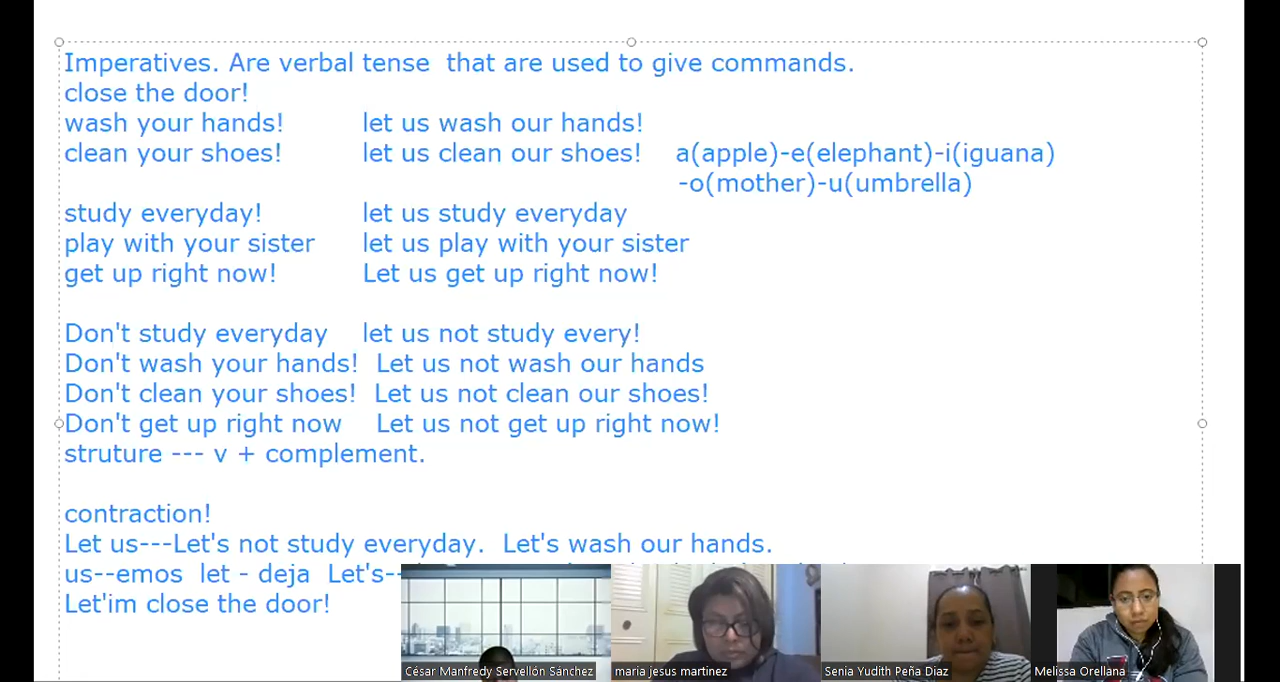 Imperatives. Are verbal tense that are used to give commands.
close the door!
wash your hands! let us wash our hands!
clean your shoes! let us clean our shoes! a(apple)-e(elephant)-i(iguana)
-o(mother)-u(umbrella)
study everyday! let us study everyday
play with your sister let us play with your sister
get up right now! Let us get up right now!
Don't study everyday let us not study every!
Don't wash your hands! Let us not wash our hands
Don't clean your shoes! Let us not clean our shoes!
Don't get up right now Let us not get up right now!
struture --- v + complement.
contraction!
Let us---Let's not study everyday. Let's wash our hands.
us--emos let - deja Let's--
Let'im close the door!
César Manfredy Servellón Sánchez maria jesus martinez Senia Yudith Peña Diaz Melissa Orellana